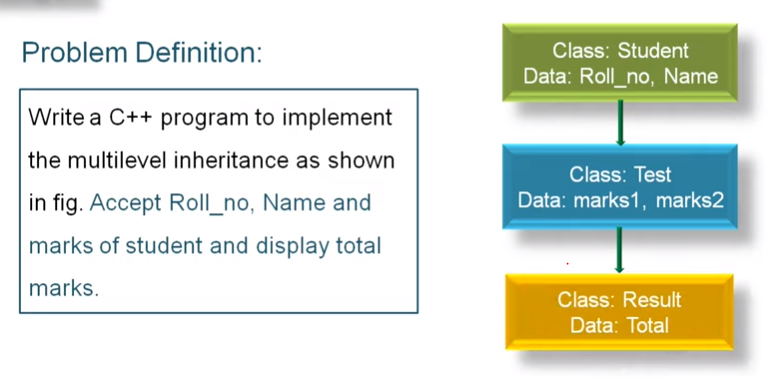 Problem Definition:
Write a C++ program to implement
the multilevel inheritance as shown
in fig. Accept Roll_no, Name and
marks of student and display total
marks.
Class: Student
Data: Roll_no, Name
Class: Test
Data: marks1, marks2
Class: Result
Data: Total